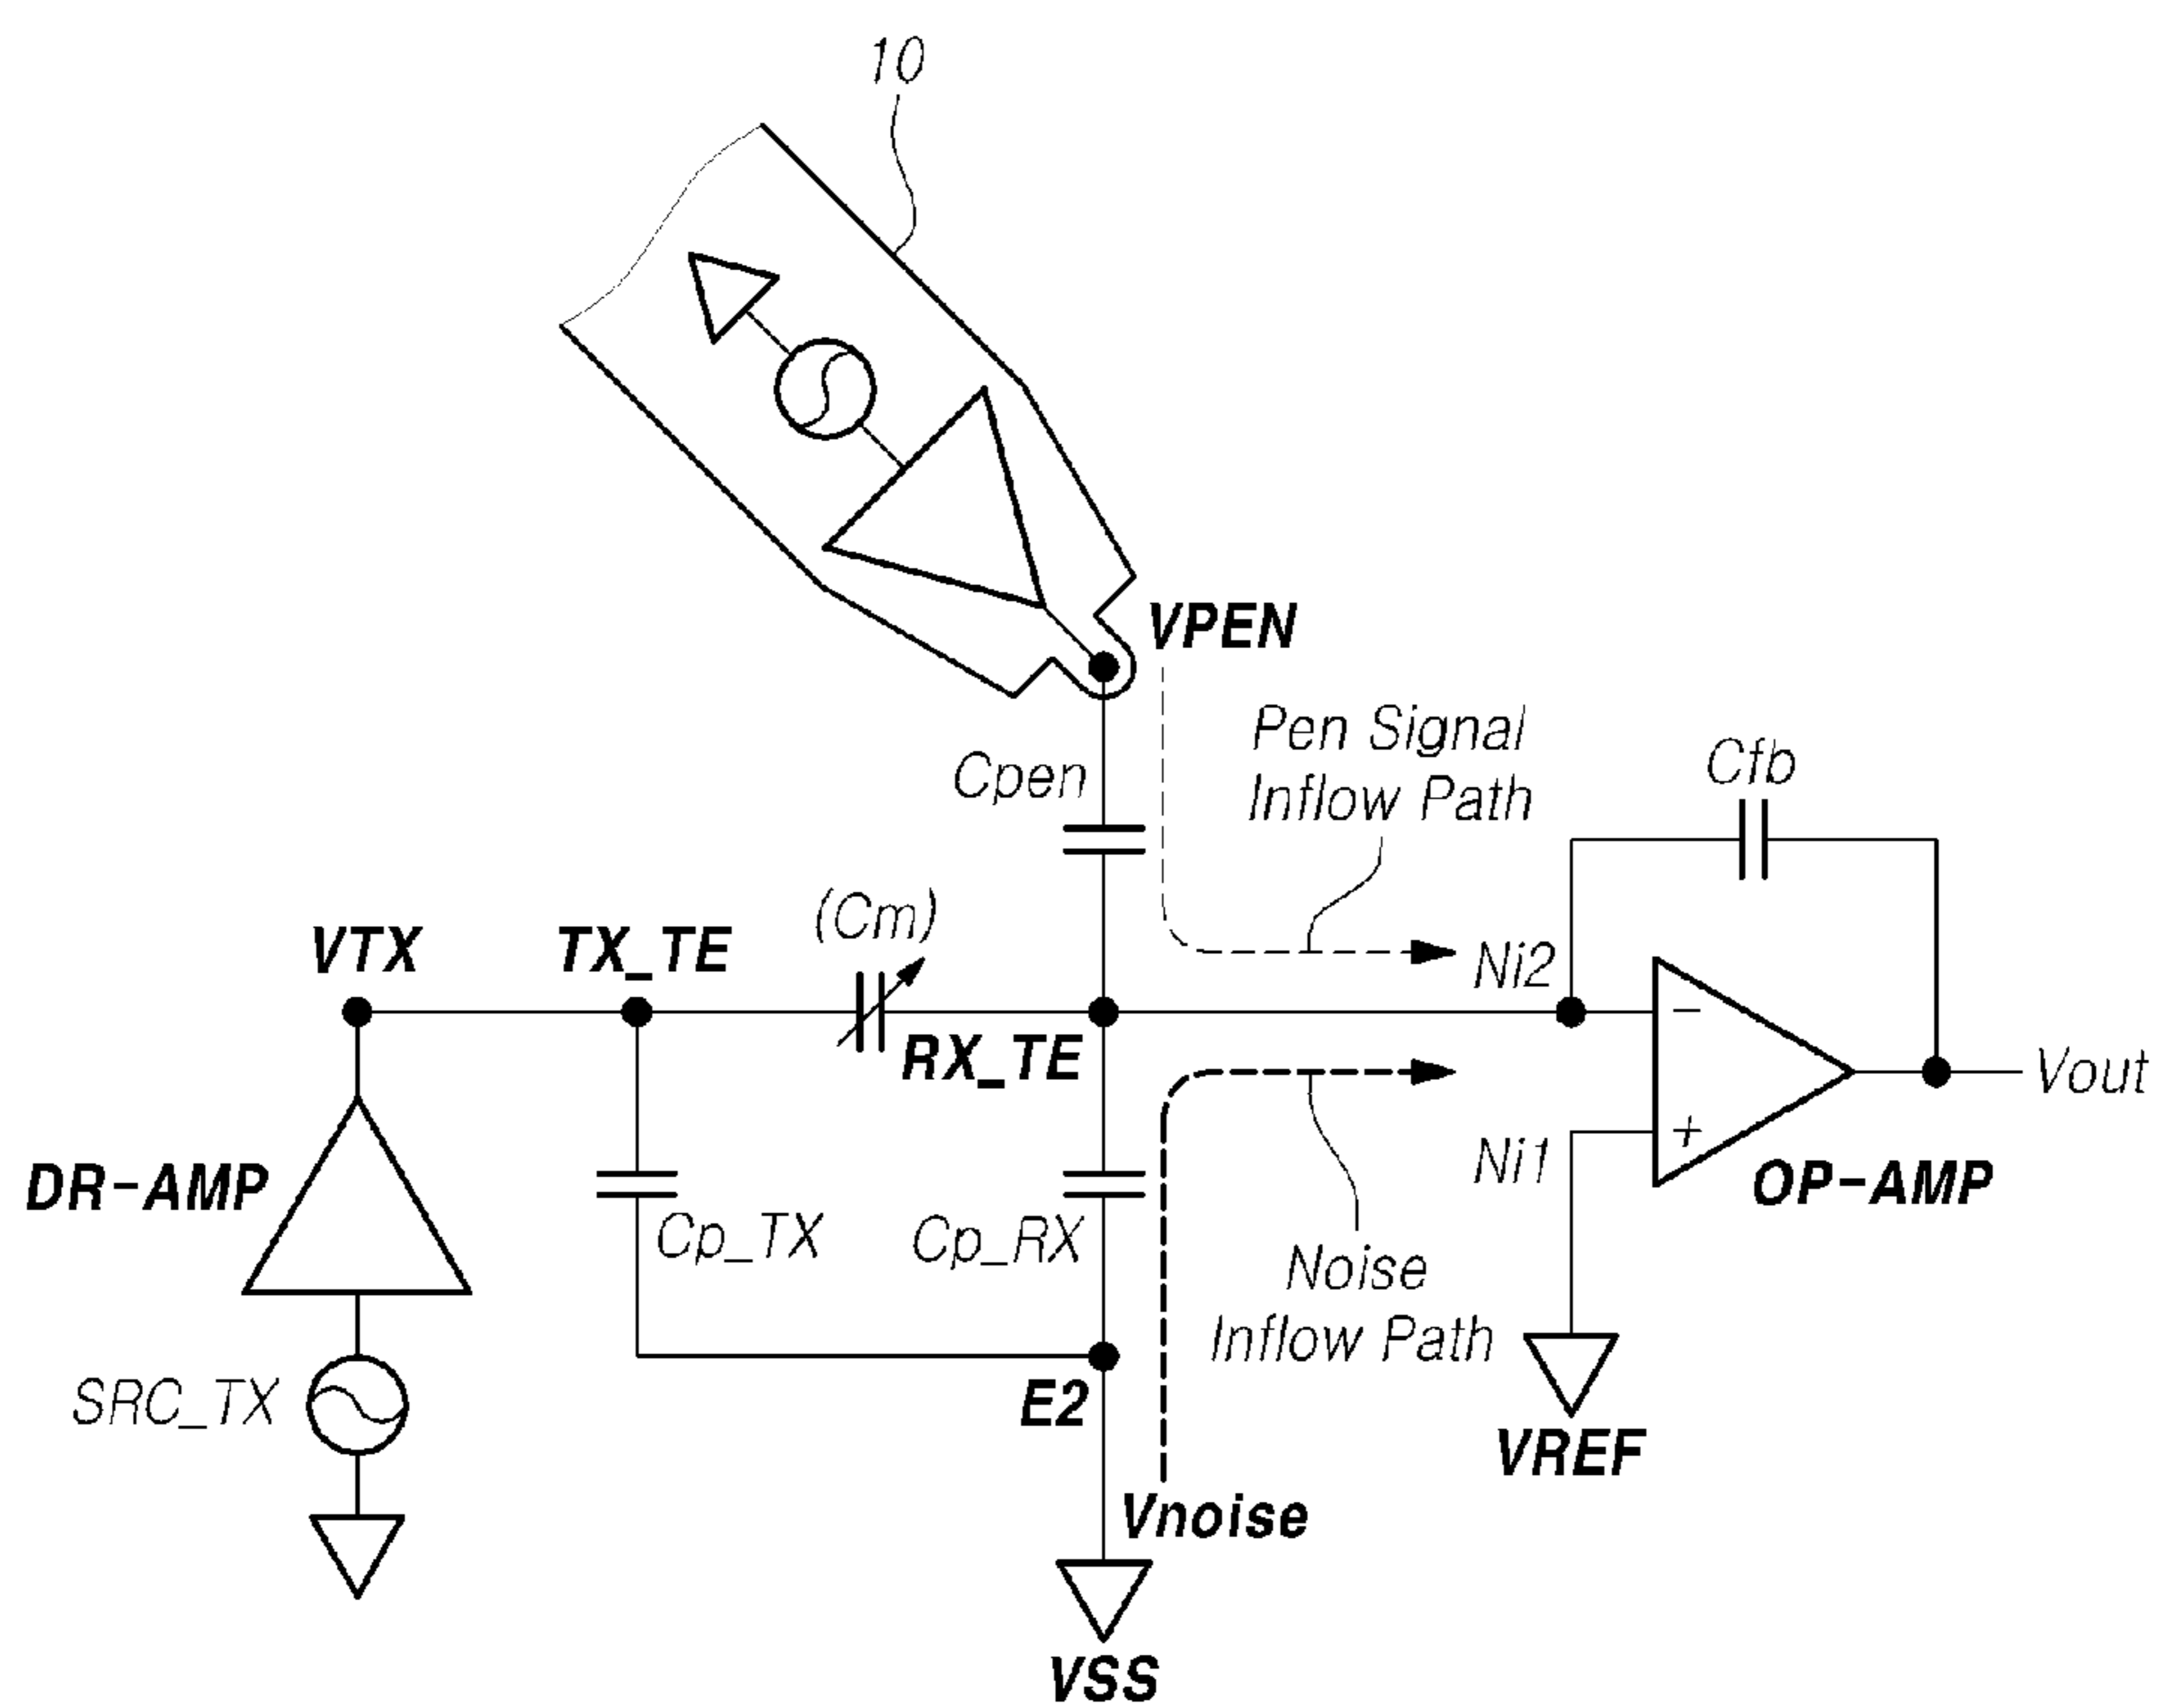 10
VPEN
Pen Signal
Inflow Path
Cpen
Cfb
(Cm)
VTX
TX_TE
Ni2
−
RX_TE
Vout
DR-AMP
Ni1
+
OP-AMP
Cp_TX
Cp_RX
Noise
Inflow Path
SRC_TX
E2
VREF
Vnoise
VSS